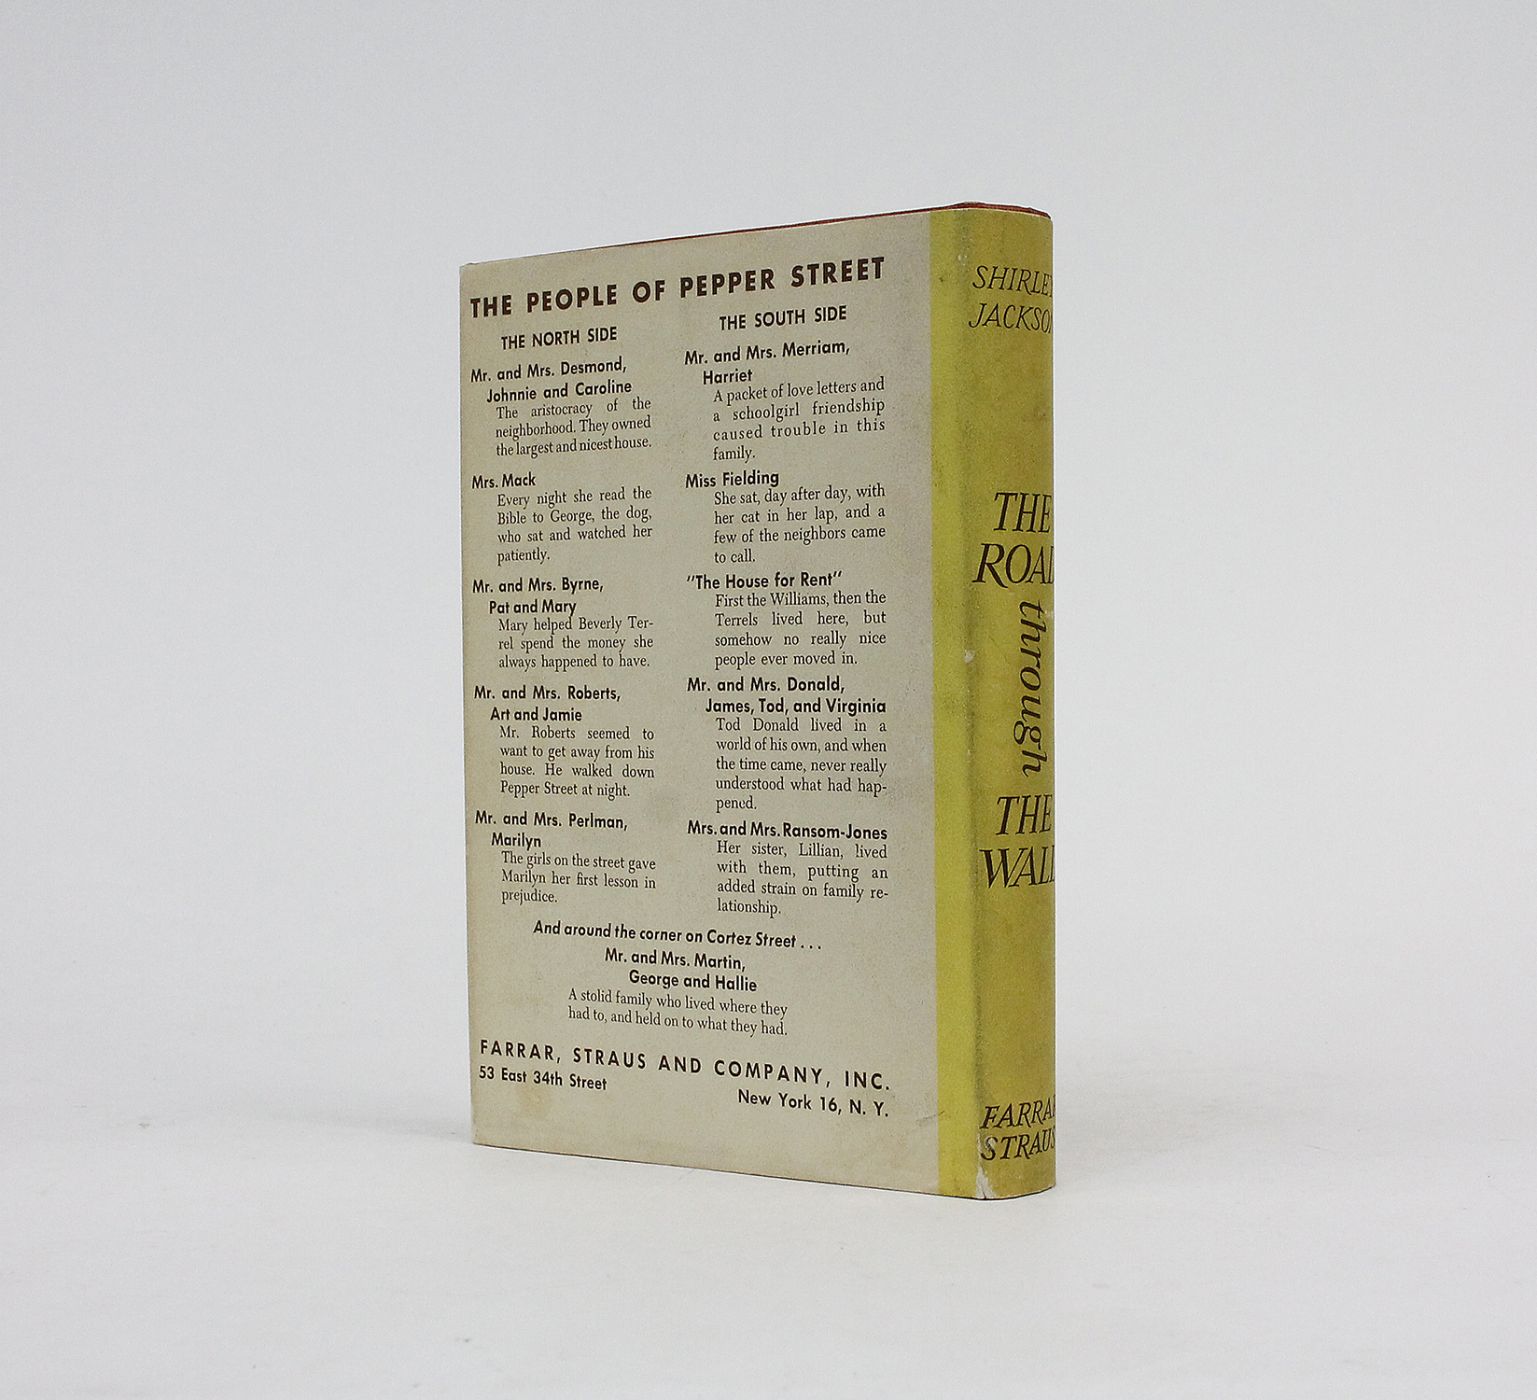 THE PEOPLE OF PEPPER STREET
THE NORTH SIDE
Mr. and Mrs. Desmond,
Johnnie and Caroline
The aristocracy of the
neighborhood. They owned
the largest and nicest house.
Mrs. Mack
Every night she read the
Bible to George, the dog,
who sat and watched her
patiently.
Mr. and Mrs. Byrne,
Pat and Mary
Mary helped Beverly Ter-
rel spend the money she
always happened to have.
Mr. and Mrs. Roberts,
Art and Jamie
Mr. Roberts seemed to
want to get away from his
house. He walked down
Pepper Street at night.
Mr. and Mrs. Perlman,
Marilyn
The girls on the street gave
Marilyn her first lesson in
prejudice.
THE SOUTH SIDE
Mr. and Mrs. Merriam,
Harriet
A packet of love letters and
a schoolgirl friendship
caused trouble in this
family.
Miss Fielding
She sat, day after day, with
her cat in her lap, and a
few of the neighbors came
to call.
"The House for Rent"
First the Williams, then the
Terrels lived here, but
somehow no really nice
people ever moved in.
Mr. and Mrs. Donald,
James, Tod, and Virginia
Tod Donald lived in a
world of his own, and when
the time came, never really
understood what had hap-
pened.
Mrs. and Mrs. Ransom-Jones
Her sister, Lillian, lived
with them, putting an
added strain on family re-
lationship.
And around the corner on Cortez Street . . .
Mr. and Mrs. Martin,
George and Hallie
A stolid family who lived where they
had to, and held on to what they had.
FARRAR, STRAUS AND COMPANY, INC.
53 East 34th Street
New York 16, N. Y.
SHIRLEY
JACKSON
THE
ROAD
through
THE
WALL
FARRAR
STRAUS